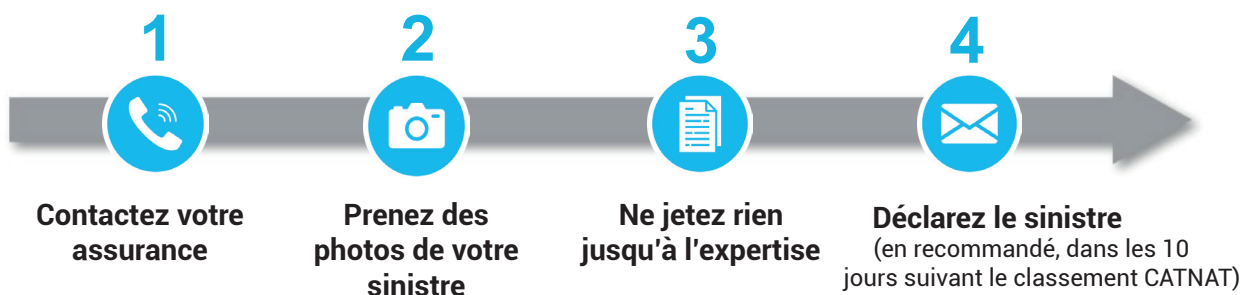 1
2
3
4
Contactez votre
assurance
Prenez des
photos de votre
sinistre
Ne jetez rien
jusqu'à l'expertise
Déclarez le sinistre
(en recommandé, dans les 10
jours suivant le classement CATNAT)